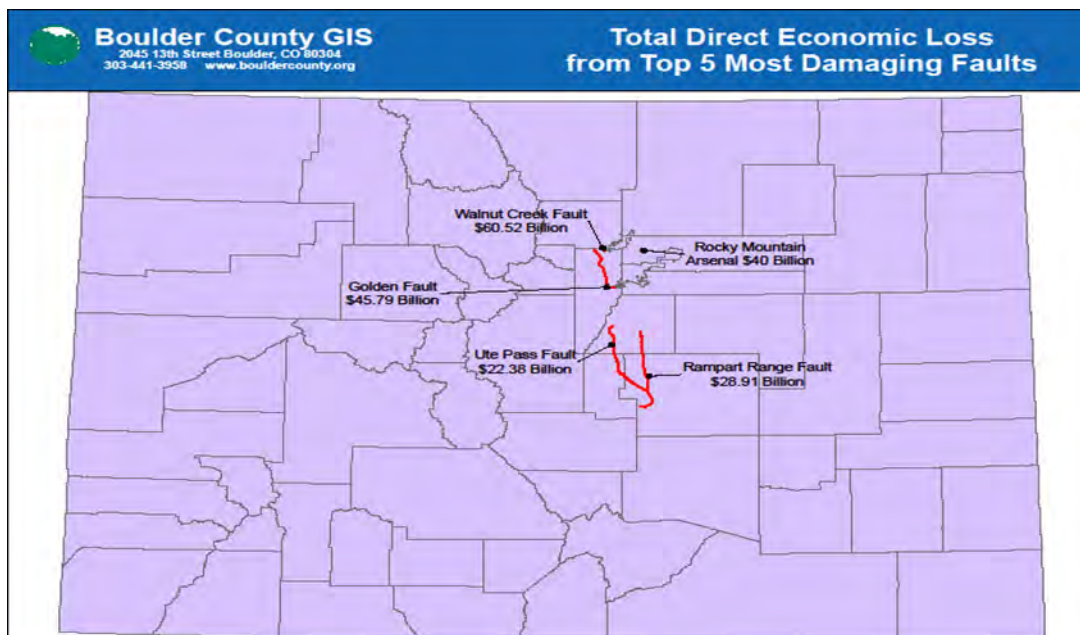 Boulder County GIS
2045 13th Street Boulder, CO 80304
303-441-3958 www.bouldercounty.org
Total Direct Economic Loss
from Top 5 Most Damaging Faults
Walnut Creek Fault
$60.52 Billion
Rocky Mountain
Arsenal $40 Billion
Golden Fault
$45.79 Billion
Ute Pass Fault
$22.38 Billion
Rampart Range Fault
$28.91 Billion